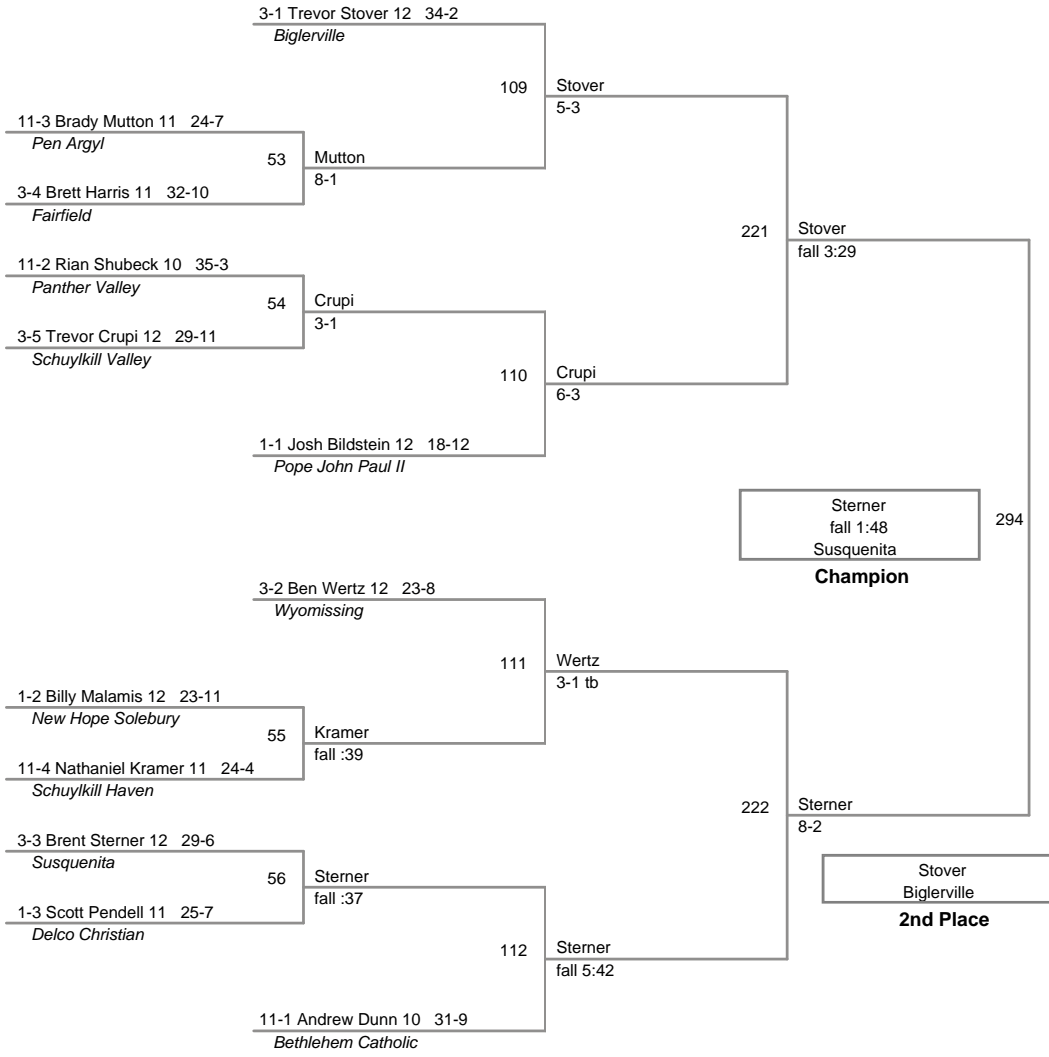 3-1 Trevor Stover 12 34-2
Biglerville
109
Stover
5-3
11-3 Brady Mutton 11 24-7
Pen Argyl
53
Mutton
8-1
3-4 Brett Harris 11 32-10
Fairfield
221
Stover
fall 3:29
11-2 Rian Shubeck 10 35-3
Panther Valley
54
Crupi
3-1
3-5 Trevor Crupi 12 29-11
Schuylkill Valley
110
Crupi
6-3
1-1 Josh Bildstein 12 18-12
Pope John Paul II
Sterner
fall 1:48
Susquenita
Champion
294
3-2 Ben Wertz 12 23-8
Wyomissing
111
Wertz
3-1 tb
1-2 Billy Malamis 12 23-11
New Hope Solebury
55
Kramer
fall :39
11-4 Nathaniel Kramer 11 24-4
Schuylkill Haven
222
Sterner
8-2
3-3 Brent Sterner 12 29-6
Susquenita
56
Sterner
fall :37
1-3 Scott Pendell 11 25-7
Delco Christian
Stover
Biglerville
2nd Place
112
Sterner
fall 5:42
11-1 Andrew Dunn 10 31-9
Bethlehem Catholic